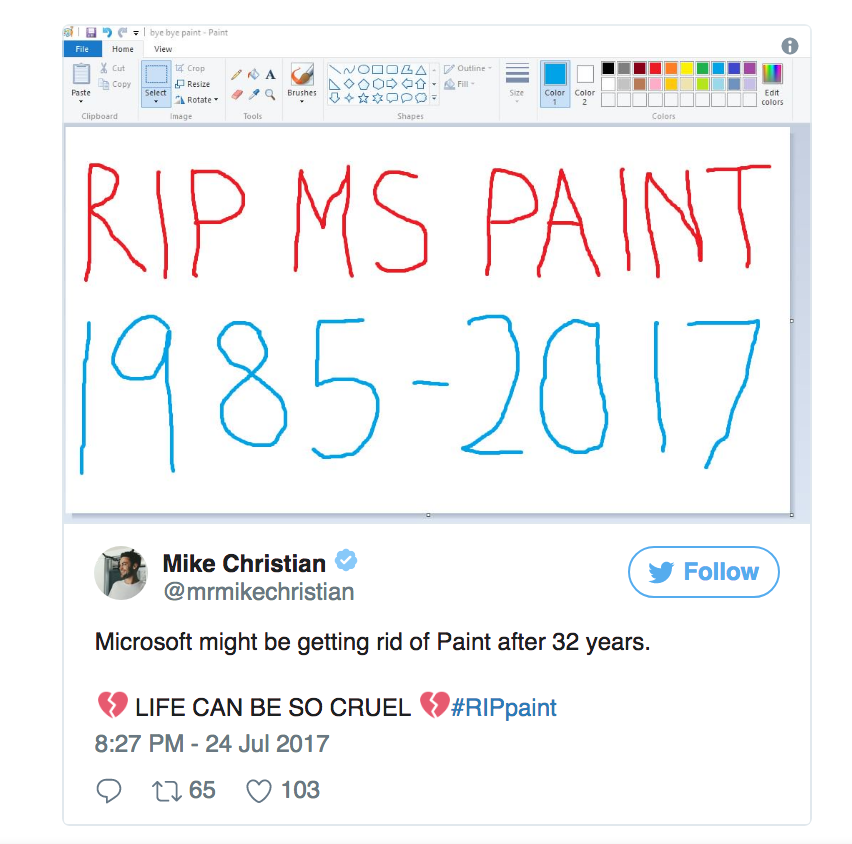 bye bye paint - Paint
File Home View
Paste
Cut
Copy
Clipboard
Select
Crop
Resize
Rotate
Image
A
Tools
Brushes
Outline
Fill
Shapes
Size
Color
1
Color
2
Edit
colors
Colors
RIP MS PAINT
1985-2017
Mike Christian
@mrmikechristian
Follow
Microsoft might be getting rid of Paint after 32 years.
💔 LIFE CAN BE SO CRUEL 💔#RIPpaint
8:27 PM - 24 Jul 2017
65 103